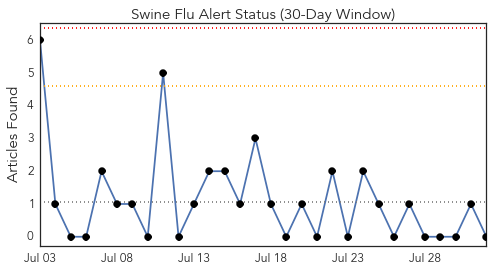 Swine Flu Alert Status (30-Day Window)
Articles Found
6
5
4
3
2
1
0
Jul 03
Jul 08
Jul 13
Jul 18
Jul 23
Jul 28